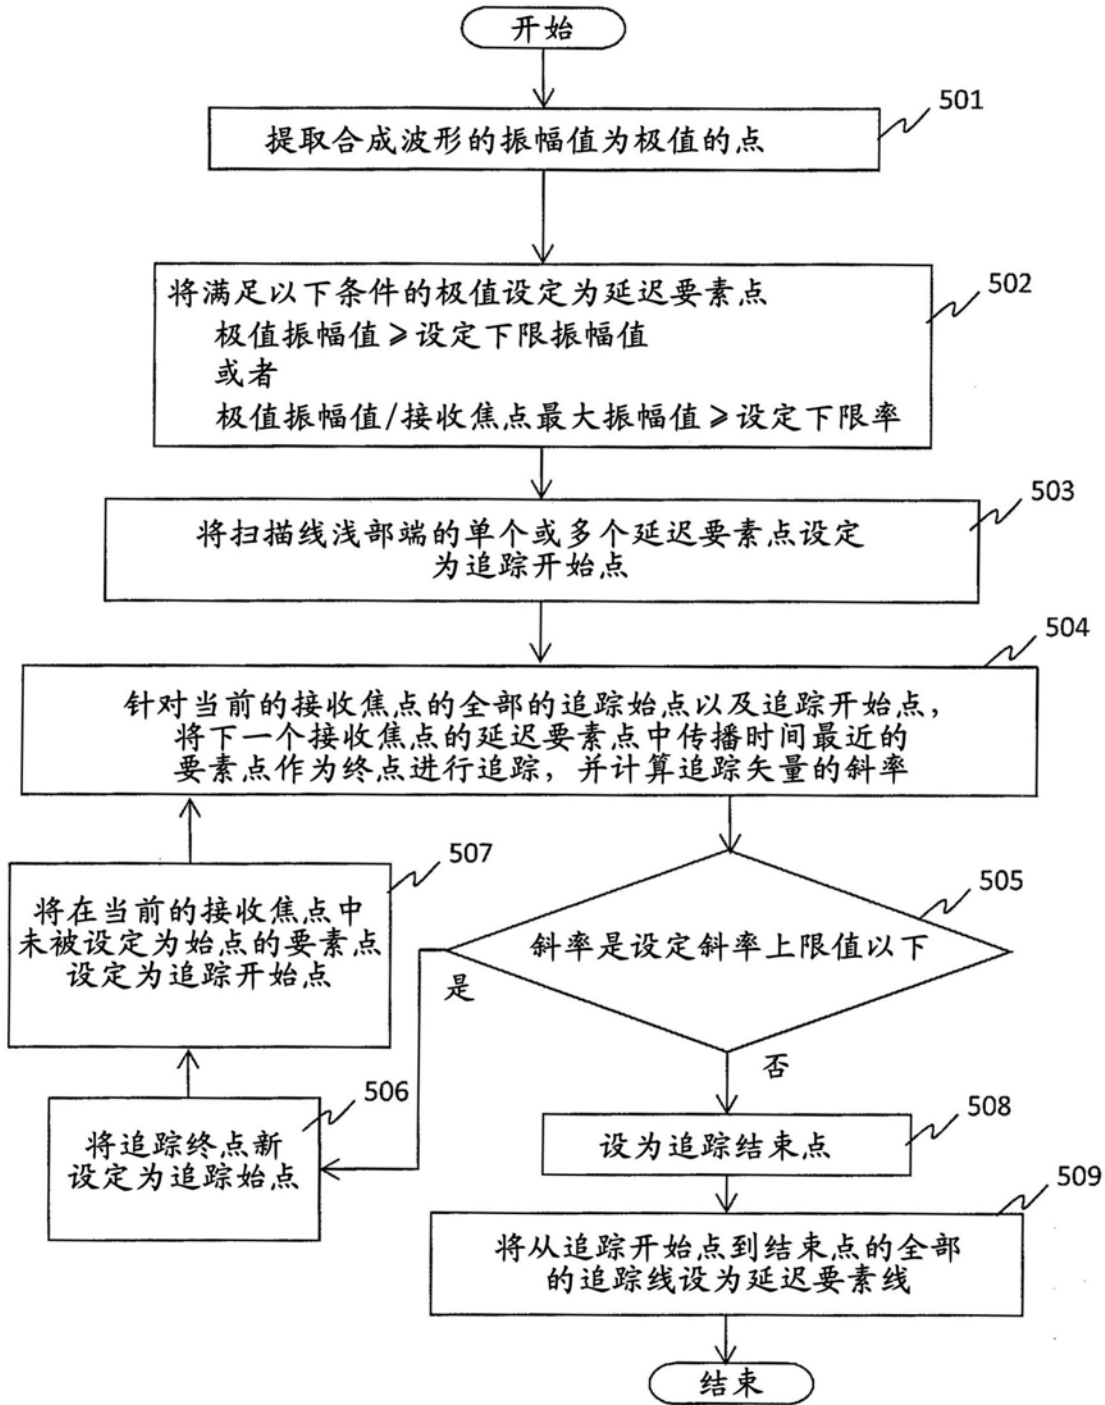 开始
501
提取合成波形的振幅值为极值的点
502
将满足以下条件的极值设定为延迟要素点
极值振幅值≥设定下限振幅值
或者
极值振幅值/接收焦点最大振幅值≥设定下限率
503
将扫描线浅部端的单个或多个延迟要素点设定
为追踪开始点
504
针对当前的接收焦点的全部的追踪始点以及追踪开始点,
将下一个接收焦点的延迟要素点中传播时间最近的
要素点作为终点进行追踪, 并计算追踪矢量的斜率
507
将在当前的接收焦点中
未被设定为始点的要素点
设定为追踪开始点
505
斜率是设定斜率上限值以下
是
否
506
将追踪终点新
设定为追踪始点
508
设为追踪结束点
509
将从追踪开始点到结束点的全部
的追踪线设为延迟要素线
结束